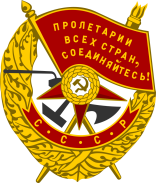 ПРОЛЕТАРИИ
ВСЕХ СТРАН,
СОЕДИНЯЙТЕСЬ!
С С С Р